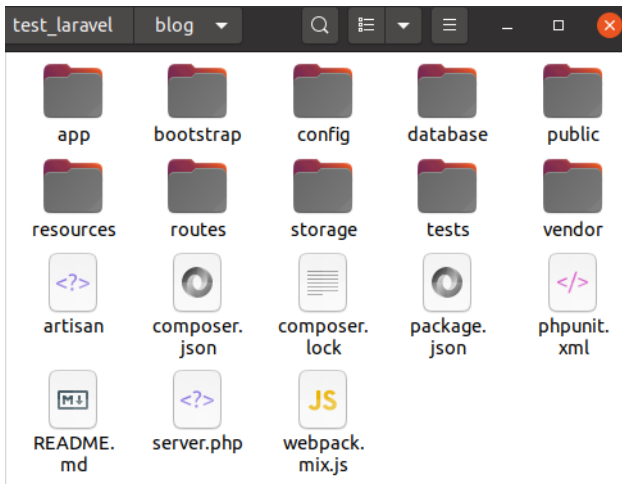 test_laravel blog
app bootstrap config database public
resources routes storage tests vendor
<?> </>
artisan composer. composer. package. phpunit.
json lock json xml
M <?> JS
README. server.php webpack.
md mix.js